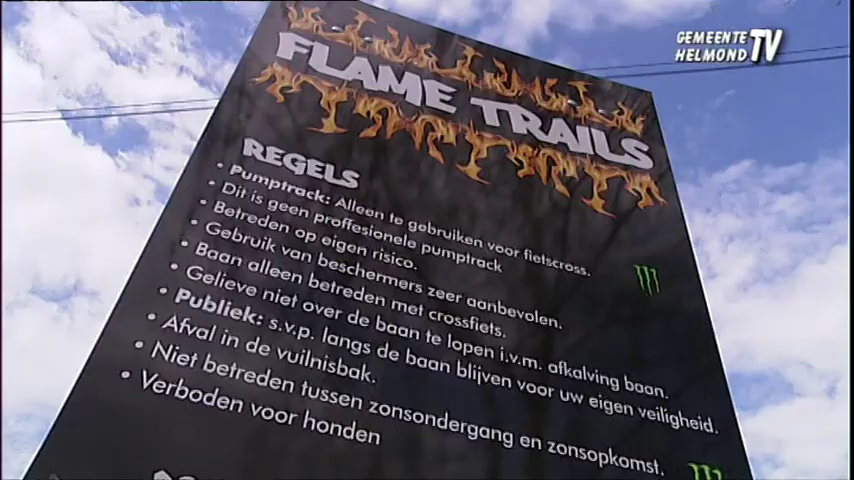 GEMEENTE
HELMOND TV
FLAME TRAILS
REGELS
• Pumptrack: Alleen te gebruiken voor fietscross.
• Dit is geen proffesionele pumptrack
• Betreden op eigen risico.
• Gebruik van beschermers zeer aanbevolen.
• Baan alleen betreden met crossfiets.
• Gelieve niet over de baan te lopen i.v.m. afkalving baan.
• Publiek: s.v.p. langs de baan blijven voor uw eigen veiligheid.
• Afval in de vuilnisbak.
• Niet betreden tussen zonsondergang en zonsopkomst.
• Verboden voor honden